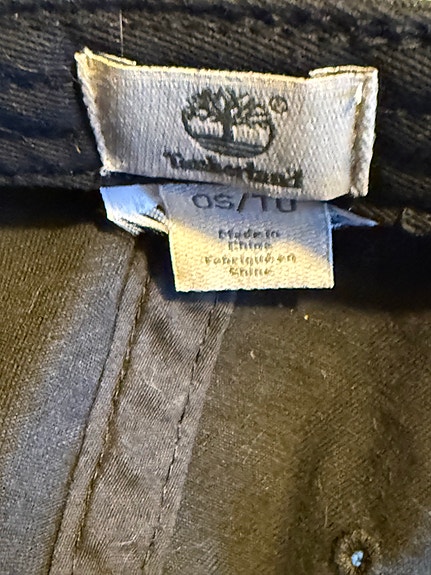 ®
Timberland
OS/TU
Made in
China
Fabriqué en
Chine